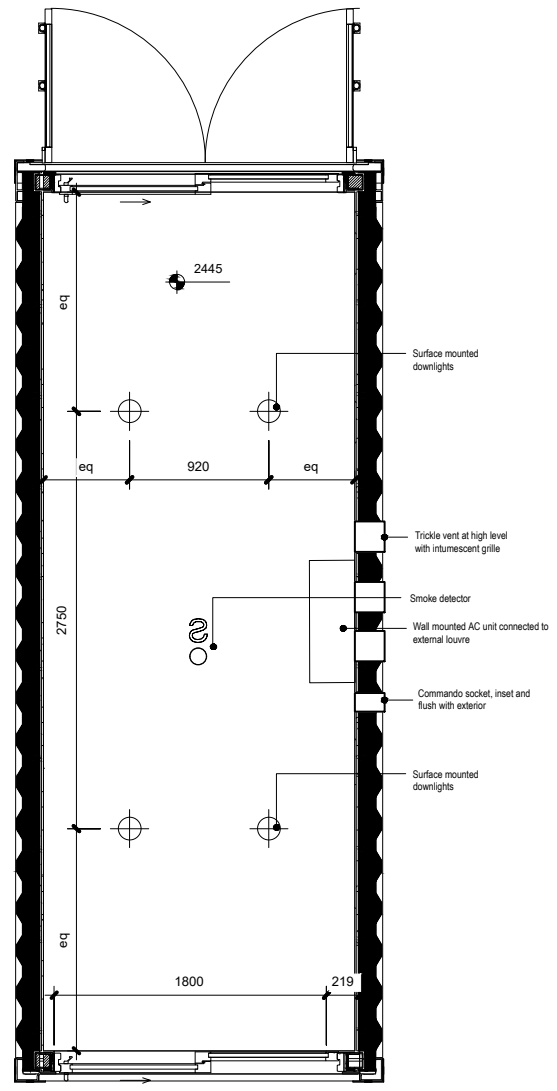 2445
eq
Surface mounted
downlights
eq
920
eq
Trickle vent at high level
with intumescent grille
2750
Smoke detector
S
Wall mounted AC unit connected to
external louvre
Commando socket, inset and
flush with exterior
Surface mounted
downlights
eq
1800
219